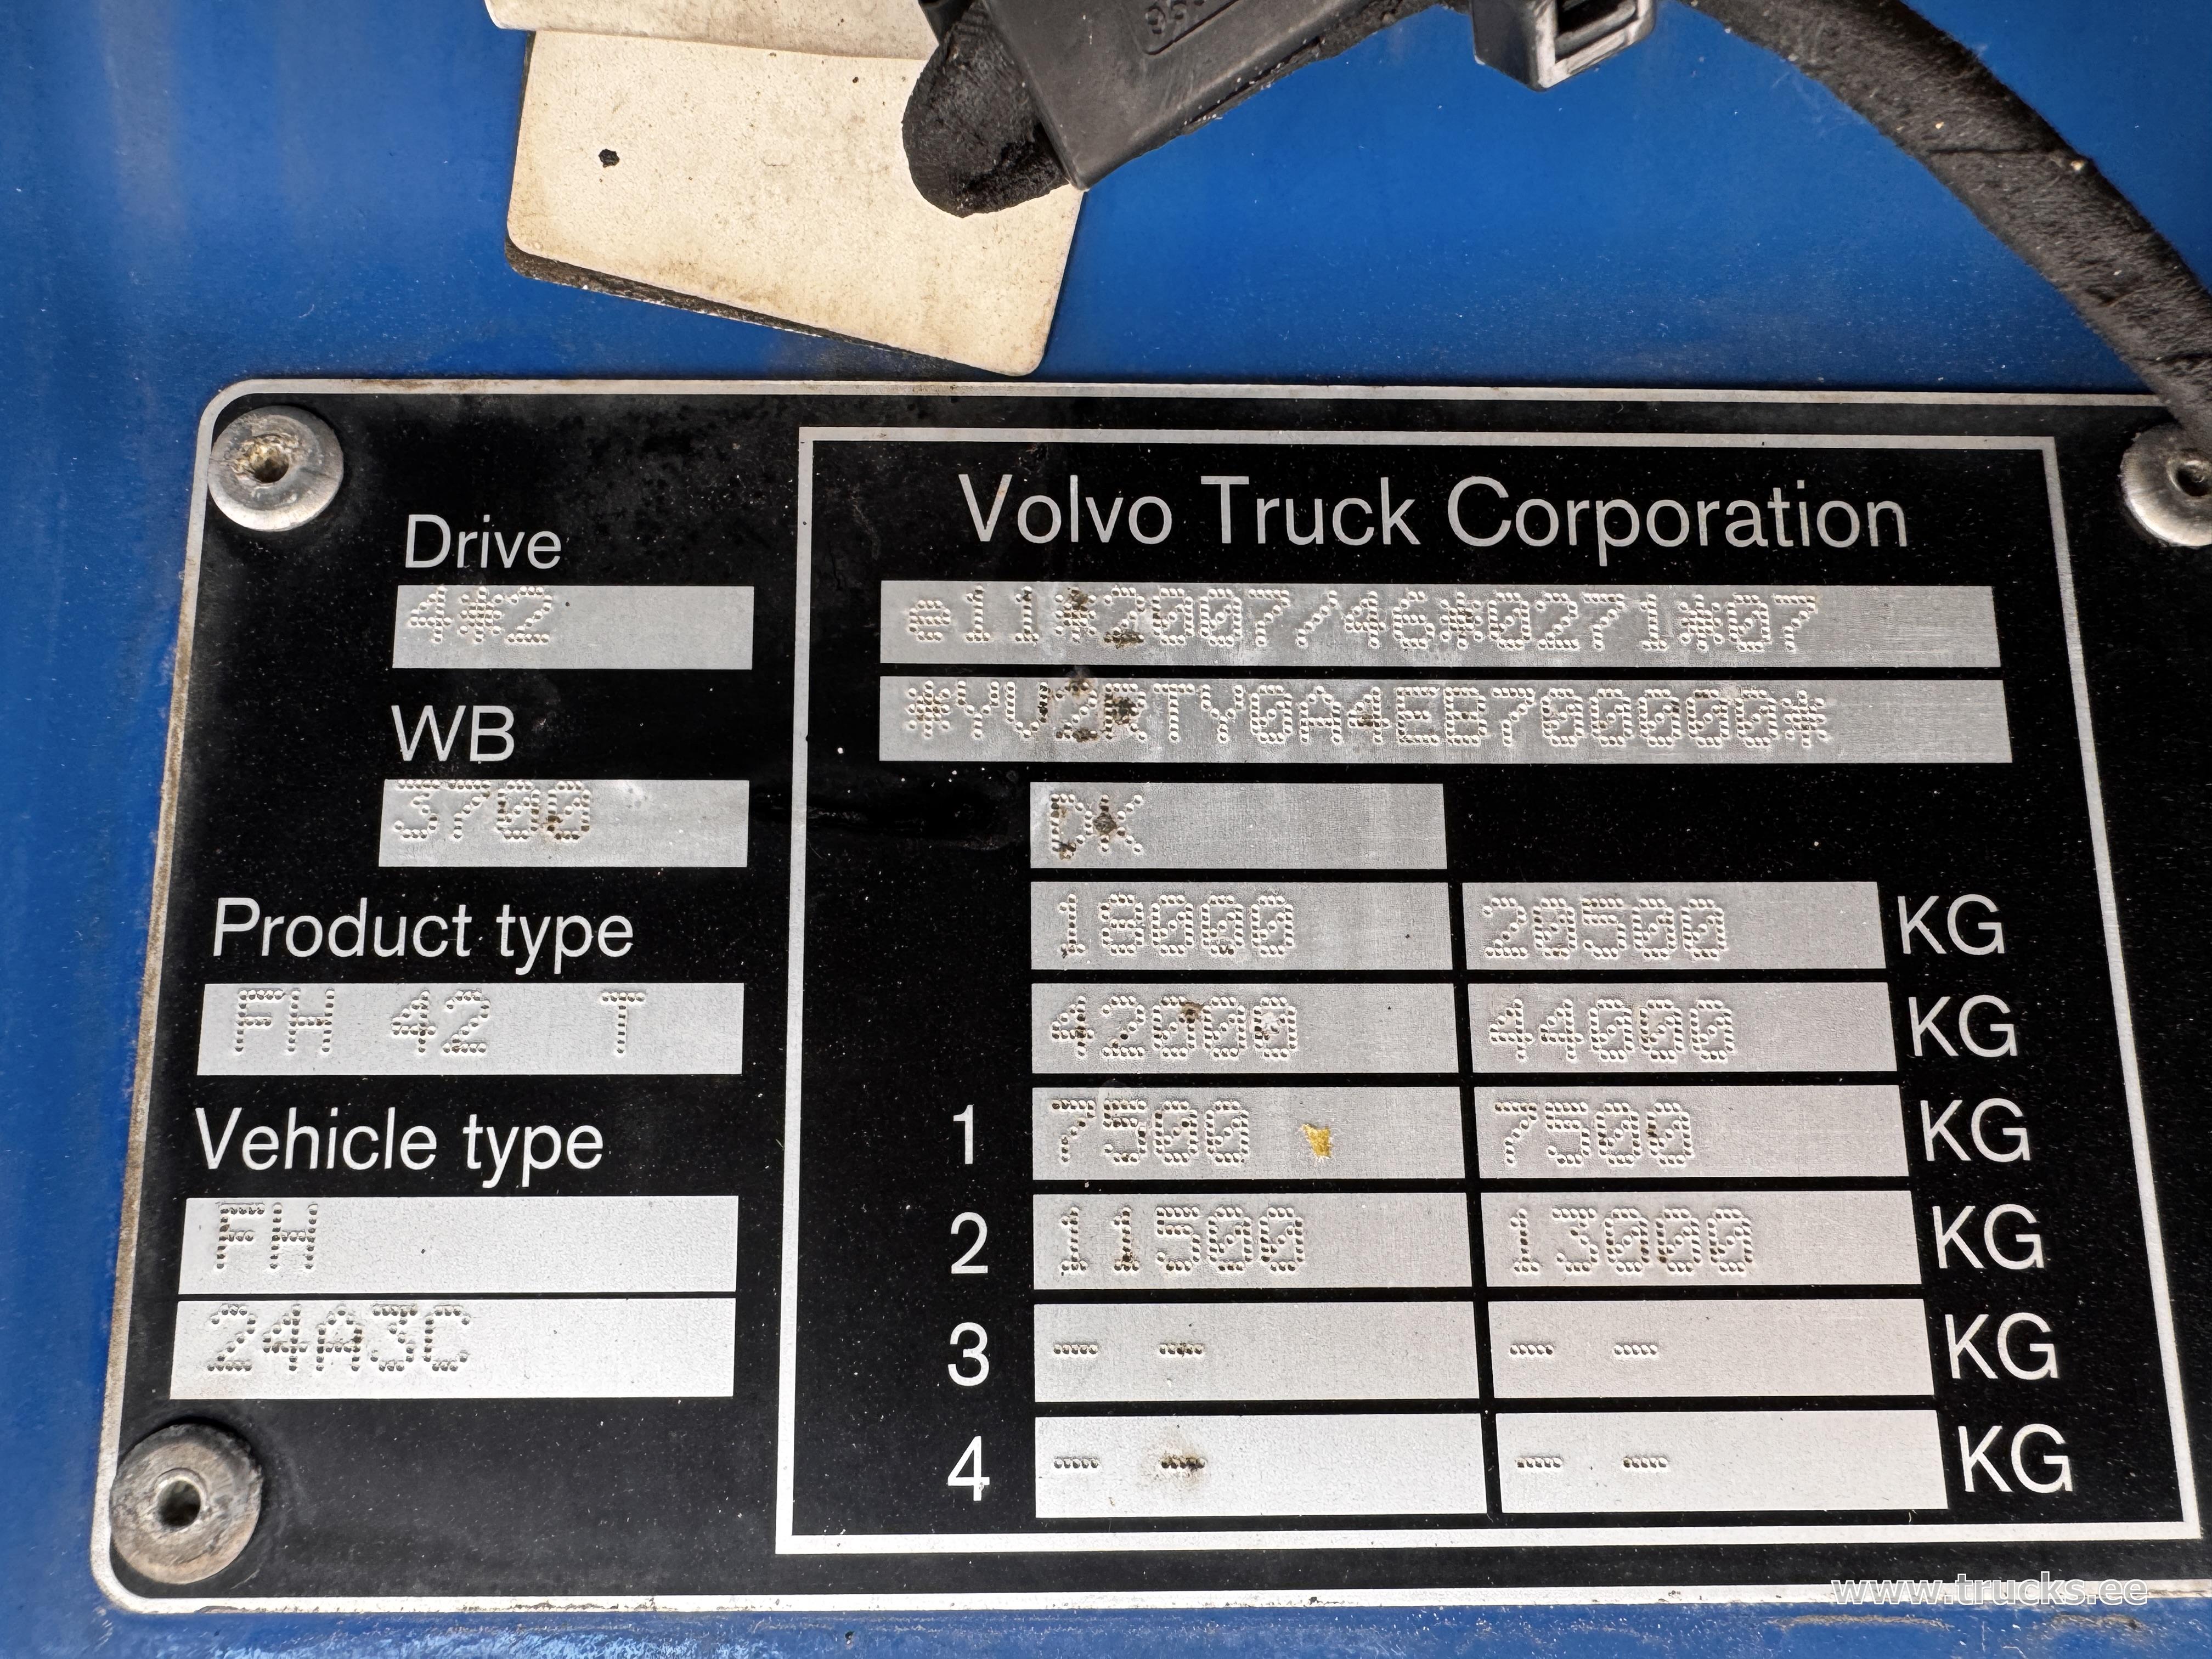 Drive
4*2
WB
3700
Product type
FH 42 T
Vehicle type
FH
24A3C
Volvo Truck Corporation
e11*2007/46*0271*07
*YV2RTY0A4EB700000*
DK
18000 20500 KG
42000 44000 KG
1 7500 7500 KG
2 11500 13000 KG
3 - - - - KG
4 - - - - KG
www.trucks.ee